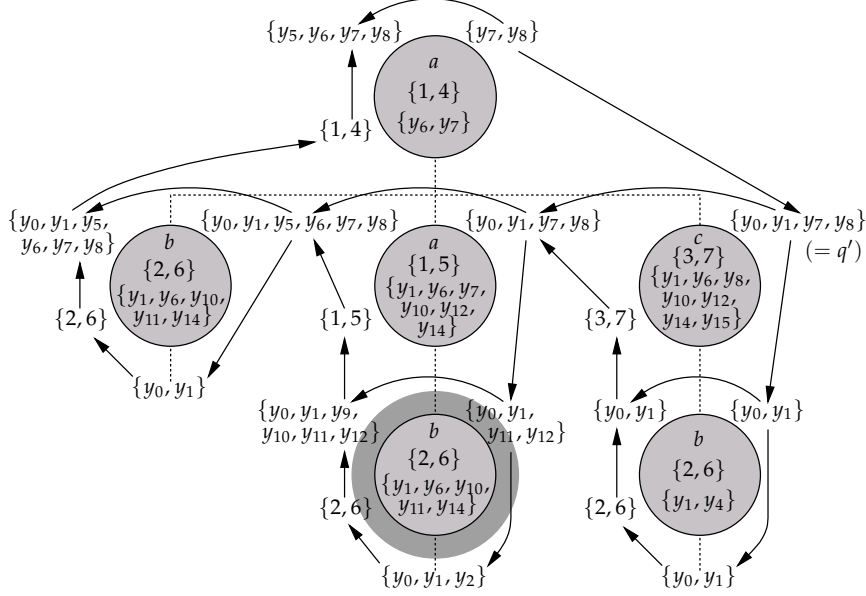 {y5, y6, y7, y8} {y7, y8}
a
{1, 4}
{y6, y7}
{1, 4}
{y0, y1, y5,
y6, y7, y8}
{y0, y1, y5, y6, y7, y8}
{y0, y1, y7, y8}
{y0, y1, y7, y8}
(= q′)
b
{2, 6}
{y1, y6, y10,
y11, y14}
a
{1, 5}
{y1, y6, y7,
y10, y12,
y14}
c
{3, 7}
{y1, y6, y8,
y10, y12,
y14, y15}
{2, 6}
{1, 5}
{3, 7}
{y0, y1}
{y0, y1, y9,
y10, y11, y12}
{y0, y1,
y11, y12}
{y0, y1}
{y0, y1}
b
{2, 6}
{y1, y6, y10,
y11, y14}
b
{2, 6}
{y1, y4}
{2, 6}
{2, 6}
{y0, y1, y2}
{y0, y1}